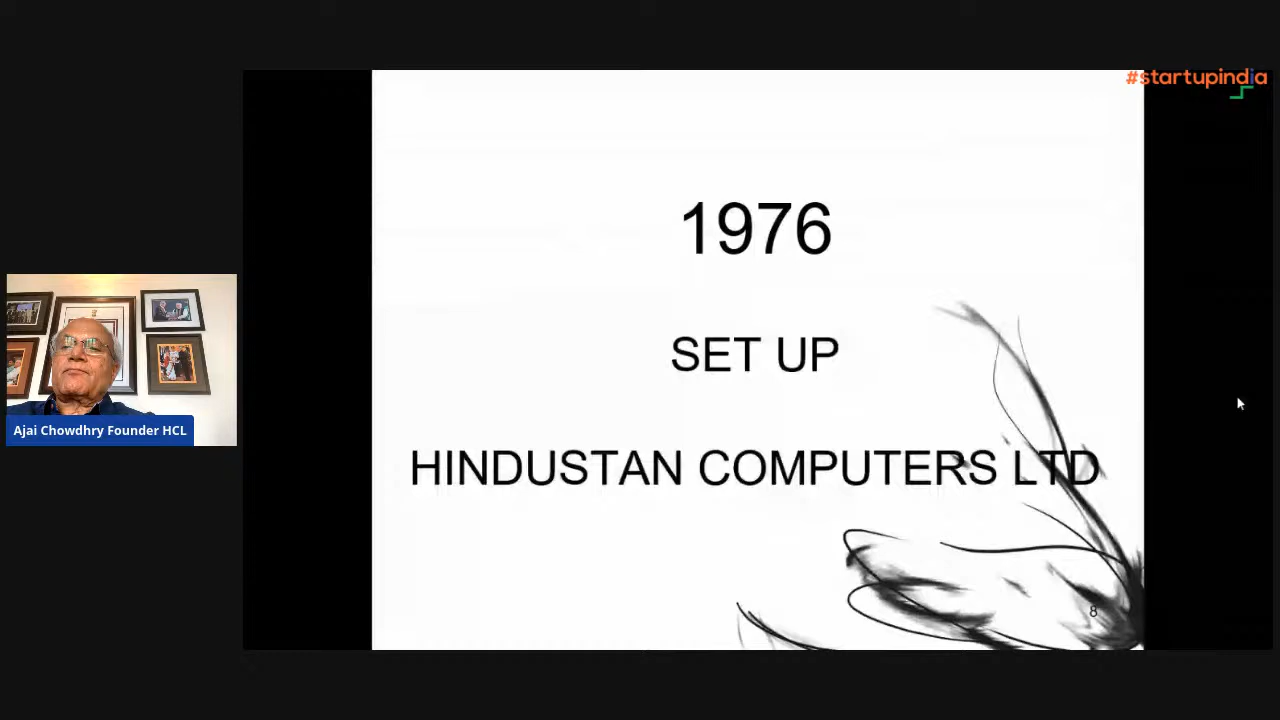 #startupindia
1976
SET UP
HINDUSTAN COMPUTERS LTD
8
Ajai Chowdhry Founder HCL